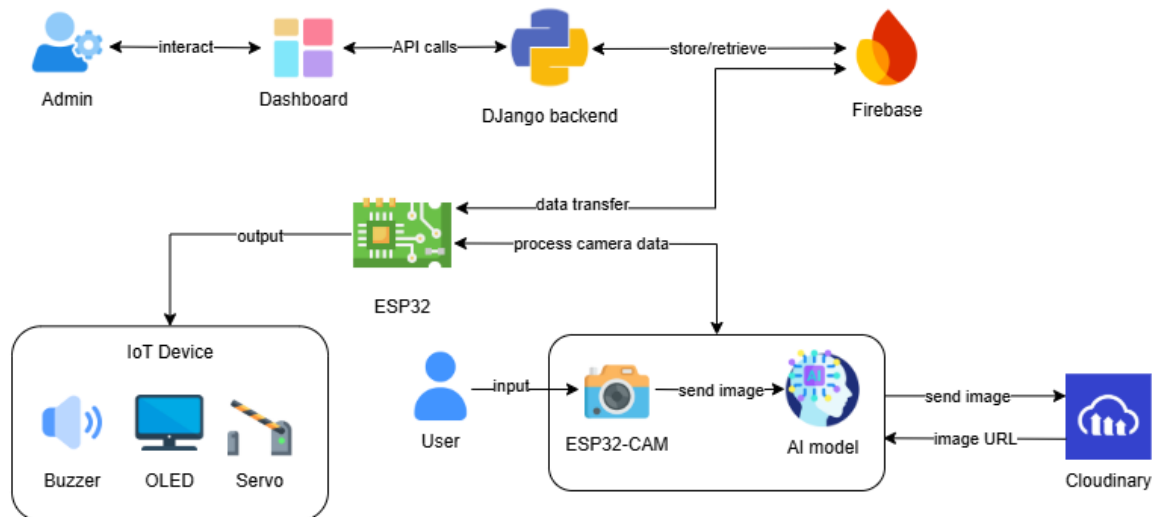 interact
API calls
store/retrieve
Admin
Dashboard
DJango backend
Firebase
data transfer
output
process camera data
ESP32
IoT Device
AI
input
send image
send image
User
ESP32-CAM
AI model
image URL
Buzzer
OLED
Servo
Cloudinary